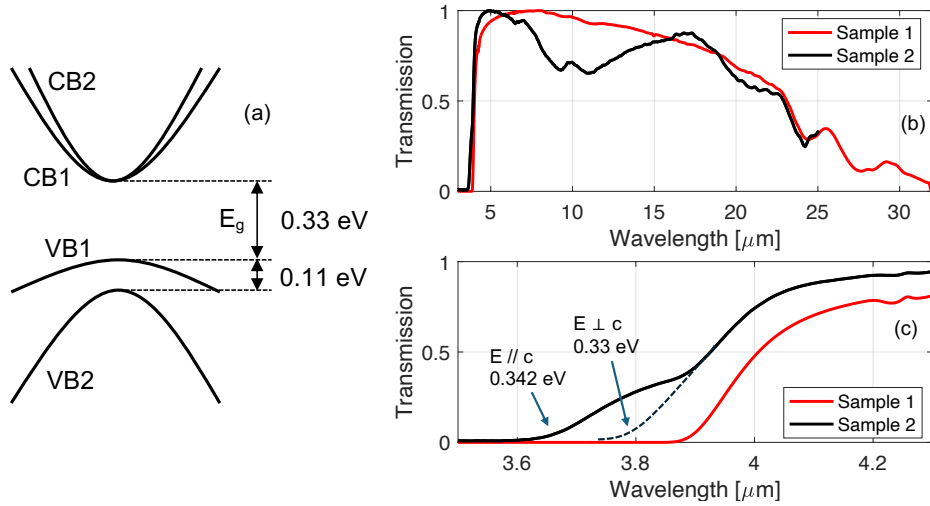 (a)
CB2
CB1
VB1
VB2
E_g
0.33 eV
0.11 eV
(b)
Transmission
1
0.5
0
5
10
15
20
25
30
Wavelength [μm]
Sample 1
Sample 2
(c)
Transmission
1
0.5
0
3.6
3.8
4
4.2
Wavelength [μm]
E // c
0.342 eV
E ⊥ c
0.33 eV
Sample 1
Sample 2